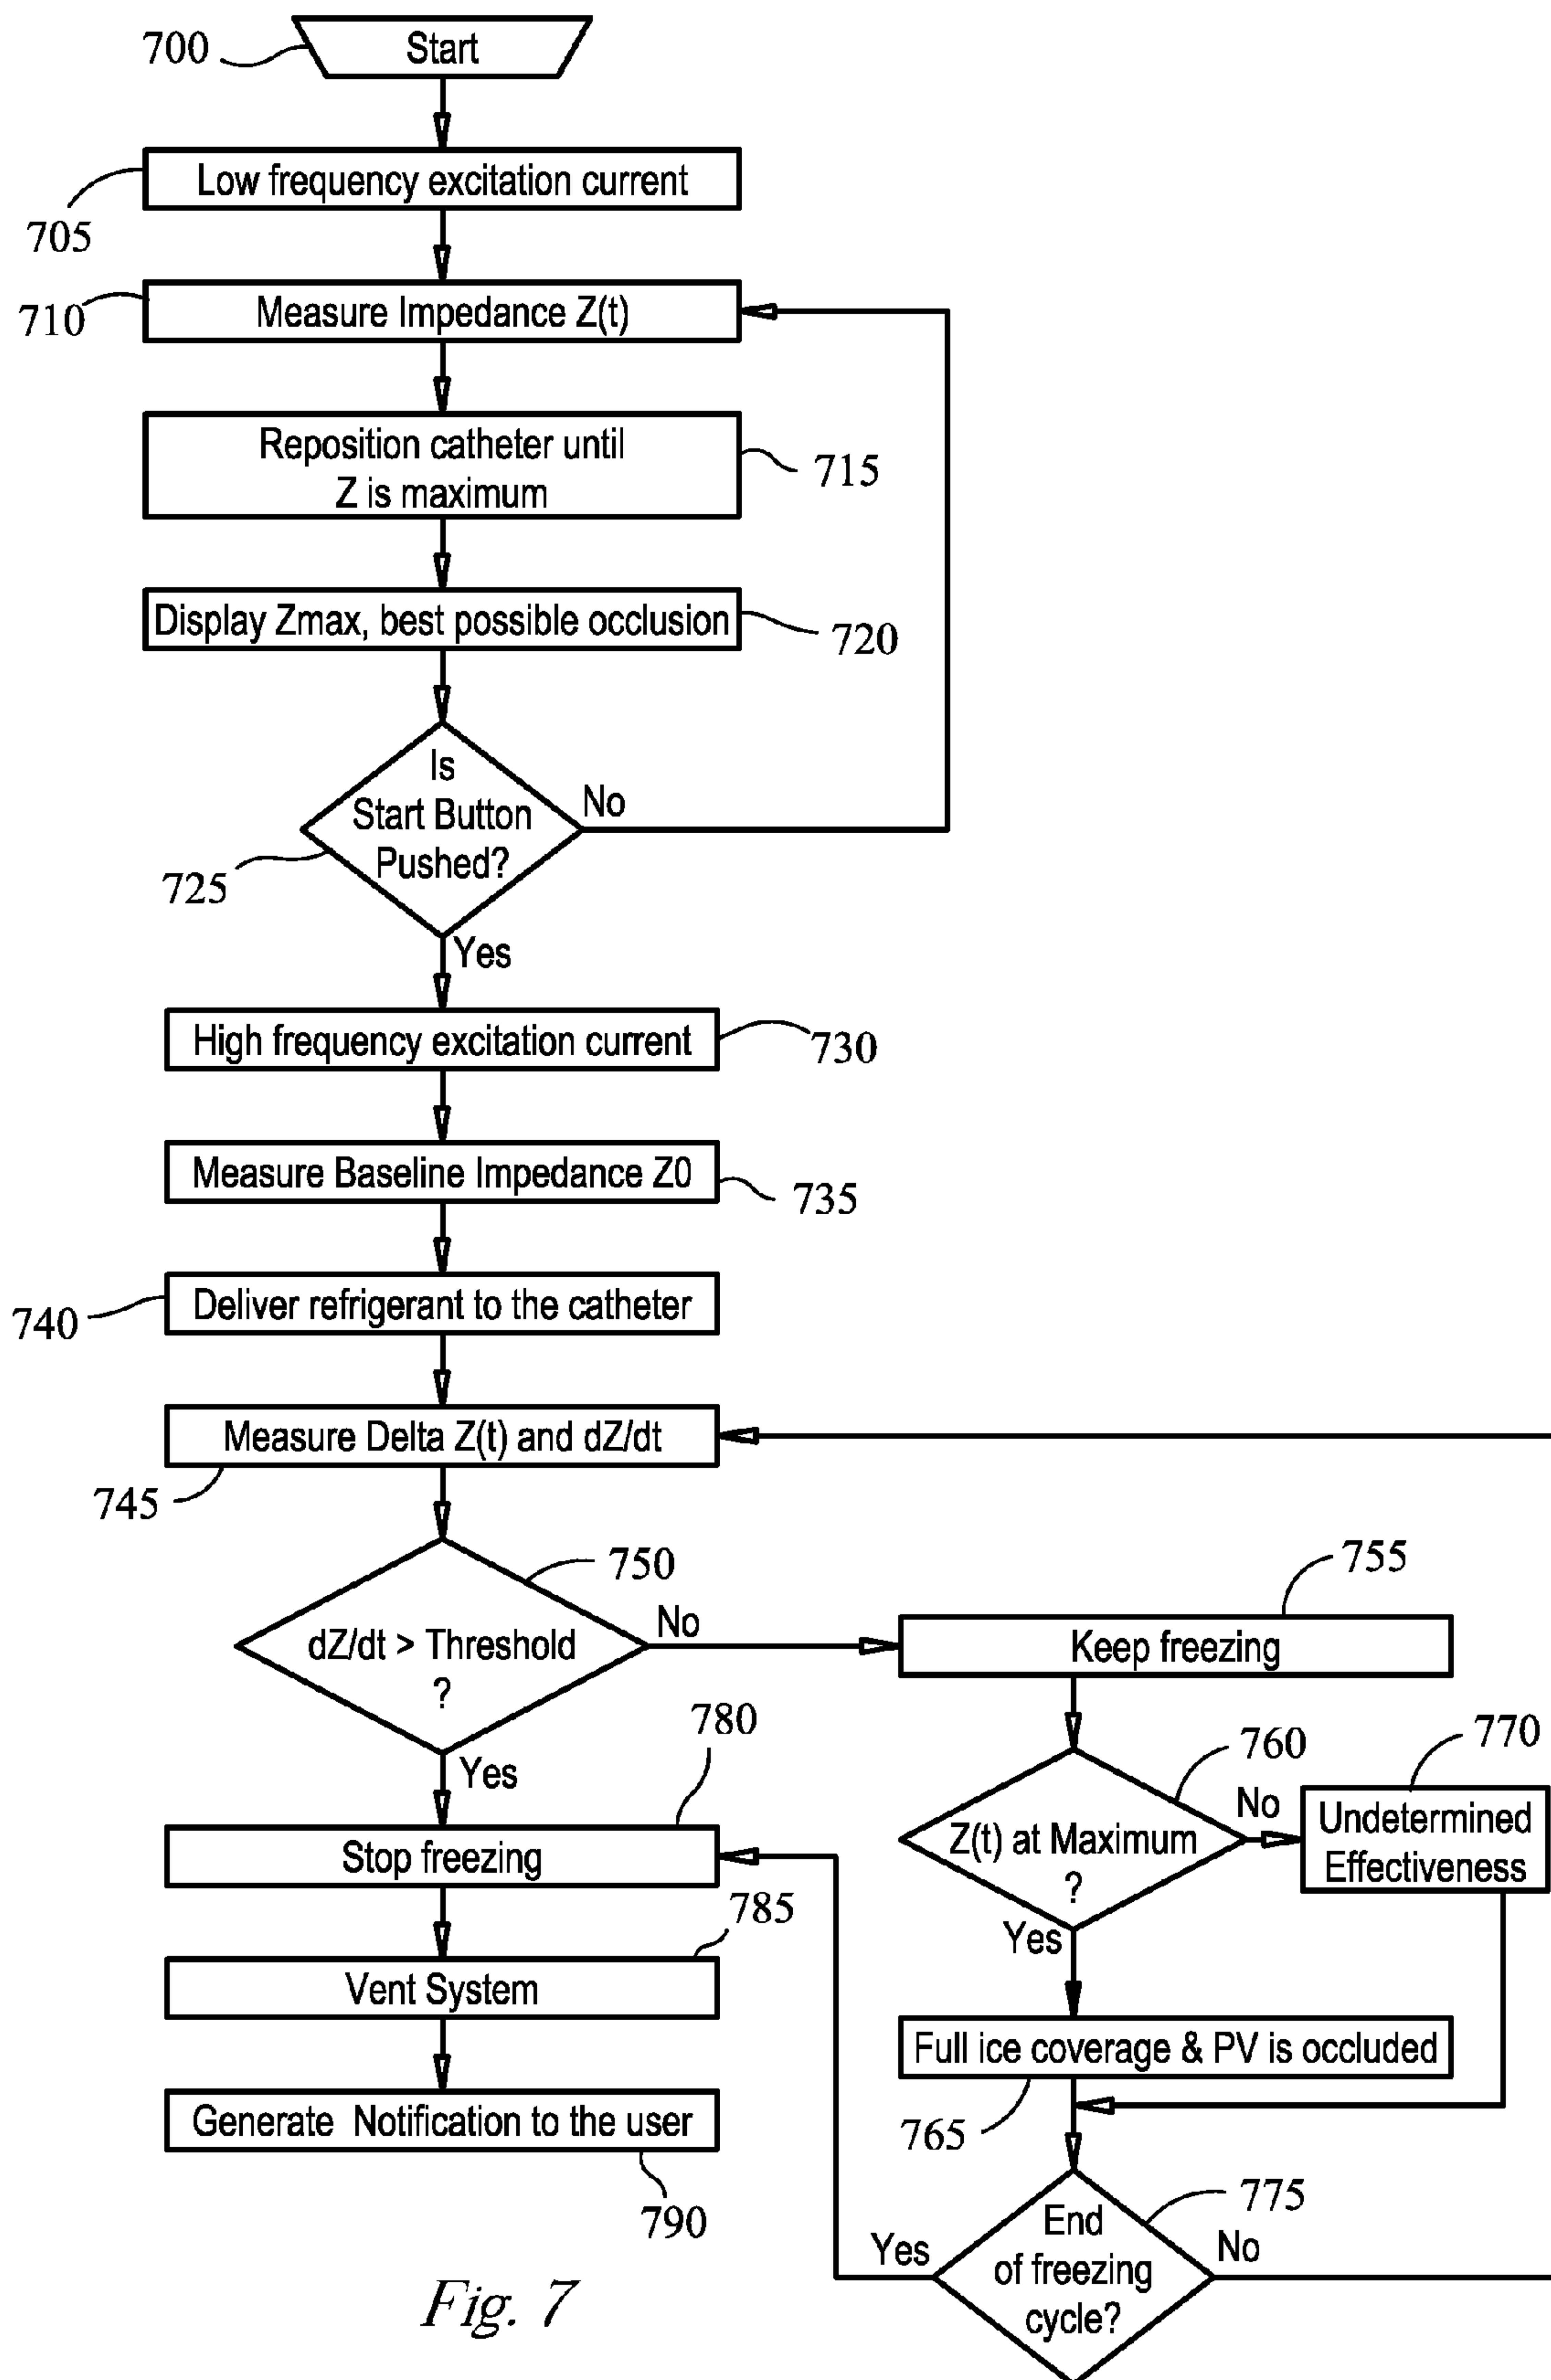 700
Start
Low frequency excitation current
705
710
Measure Impedance Z(t)
Reposition catheter until
Z is maximum
715
Display Zmax, best possible occlusion
720
Is
Start Button
Pushed?
No
725
Yes
High frequency excitation current
730
Measure Baseline Impedance Z0
735
740
Deliver refrigerant to the catheter
Measure Delta Z(t) and dZ/dt
745
750
dZ/dt > Threshold
?
No
Yes
755
Keep freezing
760
Z(t) at Maximum
?
No
Yes
770
Undetermined
Effectiveness
780
Stop freezing
785
Vent System
Full ice coverage & PV is occluded
765
Generate Notification to the user
790
775
End
of freezing
cycle?
Yes
No
Fig. 7